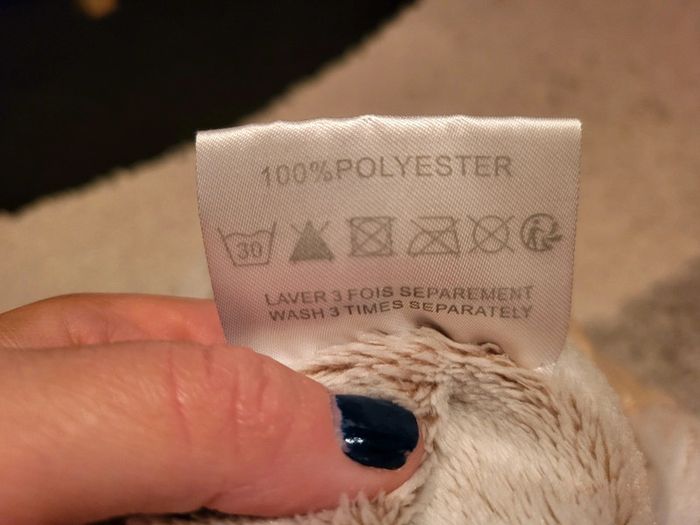 100%POLYESTER
30
LAVER 3 FOIS SEPAREMENT
WASH 3 TIMES SEPARATELY